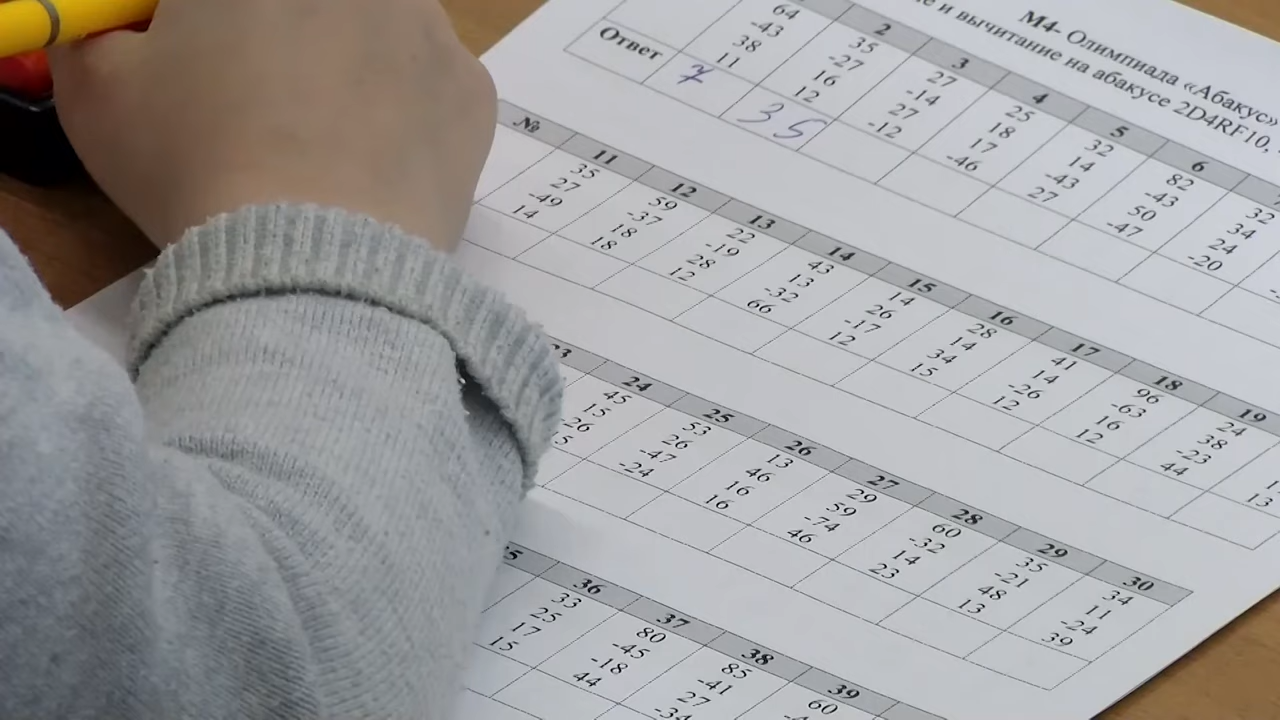 М4- Олимпиада «Абакус»
и вычитание на абакусе 2D4RF10.
2 3 4 5 6
64 35 27 25 32 82 32
-43 -27 -14 18 14 -43 34
38 16 27 17 -43 50 24
11 12 -12 -46 27 -47 -20
Ответ 7 35
№ 11 12 13 14 15 16 17 18 19
35 59 22 43 14 28 41 96 24
27 -37 -19 13 26 14 14 -63 38
-49 18 28 -32 -17 34 -26 16 -23
14 18 12 66 12 15 12 12 44 13
24 25 26 27 28 29 30
45 53 13 29 60 35 34
15 26 46 59 -32 -21 11
-26 -47 16 -74 14 48 -24
-24 16 46 23 13 39
36 37 38 39
33 80 85 60
25 -45 -41
17 -18 27
15 44 -34